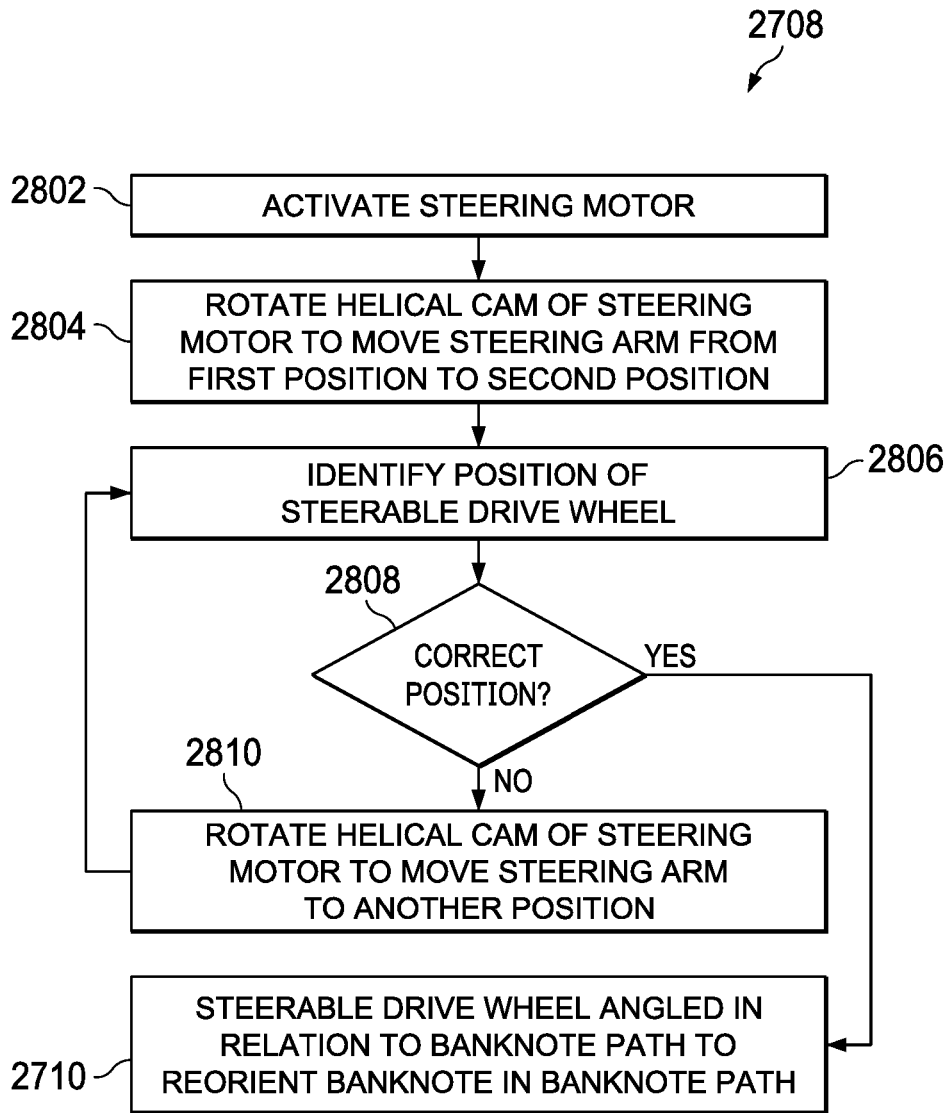 2708
2802
ACTIVATE STEERING MOTOR
2804
ROTATE HELICAL CAM OF STEERING
MOTOR TO MOVE STEERING ARM FROM
FIRST POSITION TO SECOND POSITION
2806
IDENTIFY POSITION OF
STEERABLE DRIVE WHEEL
2808
CORRECT
POSITION?
YES
NO
2810
ROTATE HELICAL CAM OF STEERING
MOTOR TO MOVE STEERING ARM
TO ANOTHER POSITION
2710
STEERABLE DRIVE WHEEL ANGLED IN
RELATION TO BANKNOTE PATH TO
REORIENT BANKNOTE IN BANKNOTE PATH